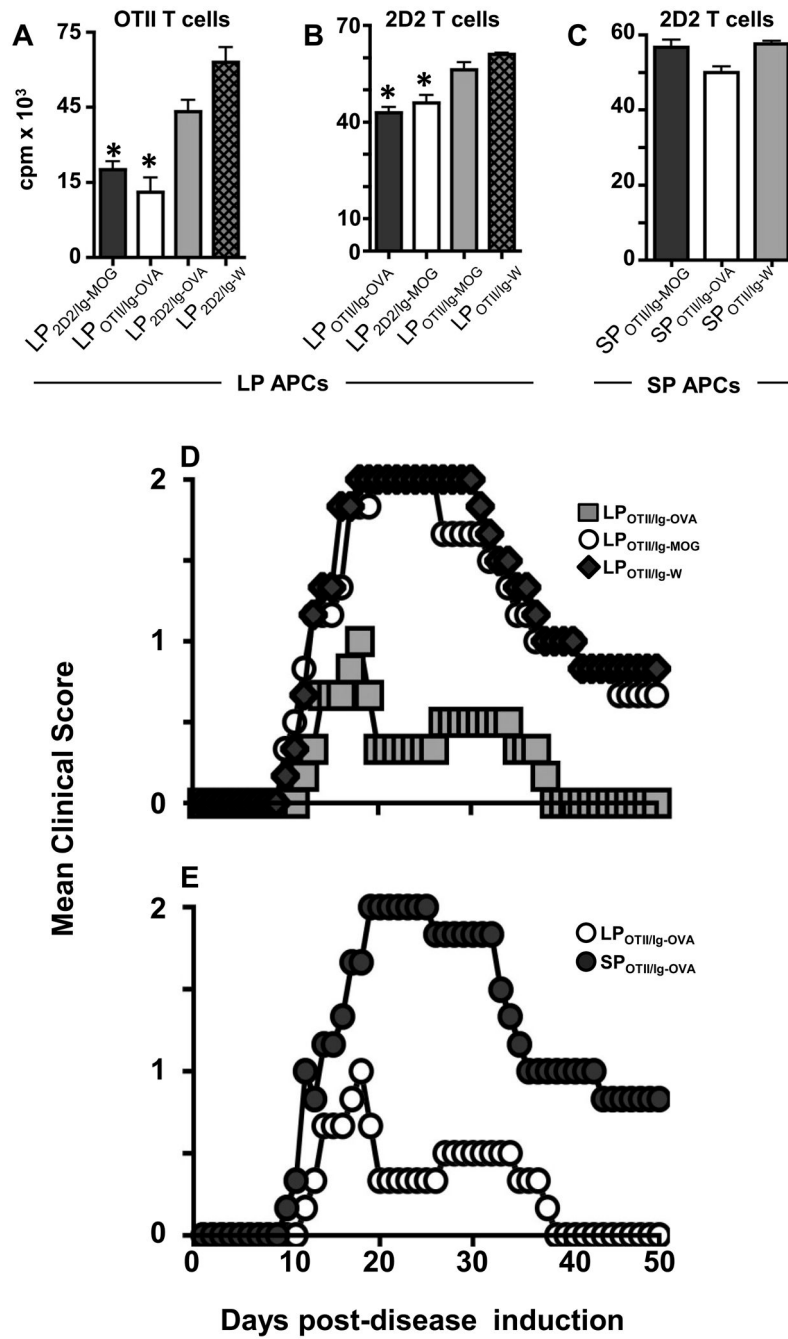 A OTII T cells
B 2D2 T cells
C 2D2 T cells
cpm x 10³
75
45
15
0
* *
70
40
10
0
* *
60
40
20
0
LP2D2/Ig-MOG
LPOTII/Ig-OVA
LP2D2/Ig-OVA
LP2D2/Ig-W
LPOTII/Ig-OVA
LP2D2/Ig-MOG
LPOTII/Ig-MOG
LPOTII/Ig-W
SPOTII/Ig-MOG
SPOTII/Ig-OVA
SPOTII/Ig-W
LP APCs
SP APCs
D
2
1
0
LPOTII/Ig-OVA
LPOTII/Ig-MOG
LPOTII/Ig-W
Mean Clinical Score
E
2
1
0
LPOTII/Ig-OVA
SPOTII/Ig-OVA
0 10 20 30 40 50
Days post-disease induction